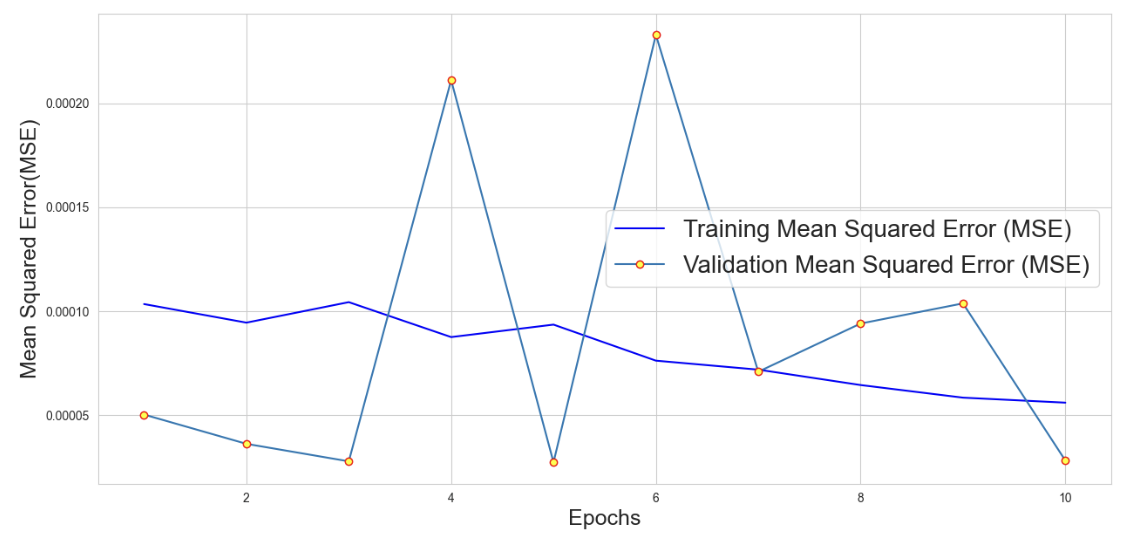 0.00020
0.00015
0.00010
0.00005
Mean Squared Error(MSE)
Training Mean Squared Error (MSE)
Validation Mean Squared Error (MSE)
2 4 6 8 10
Epochs